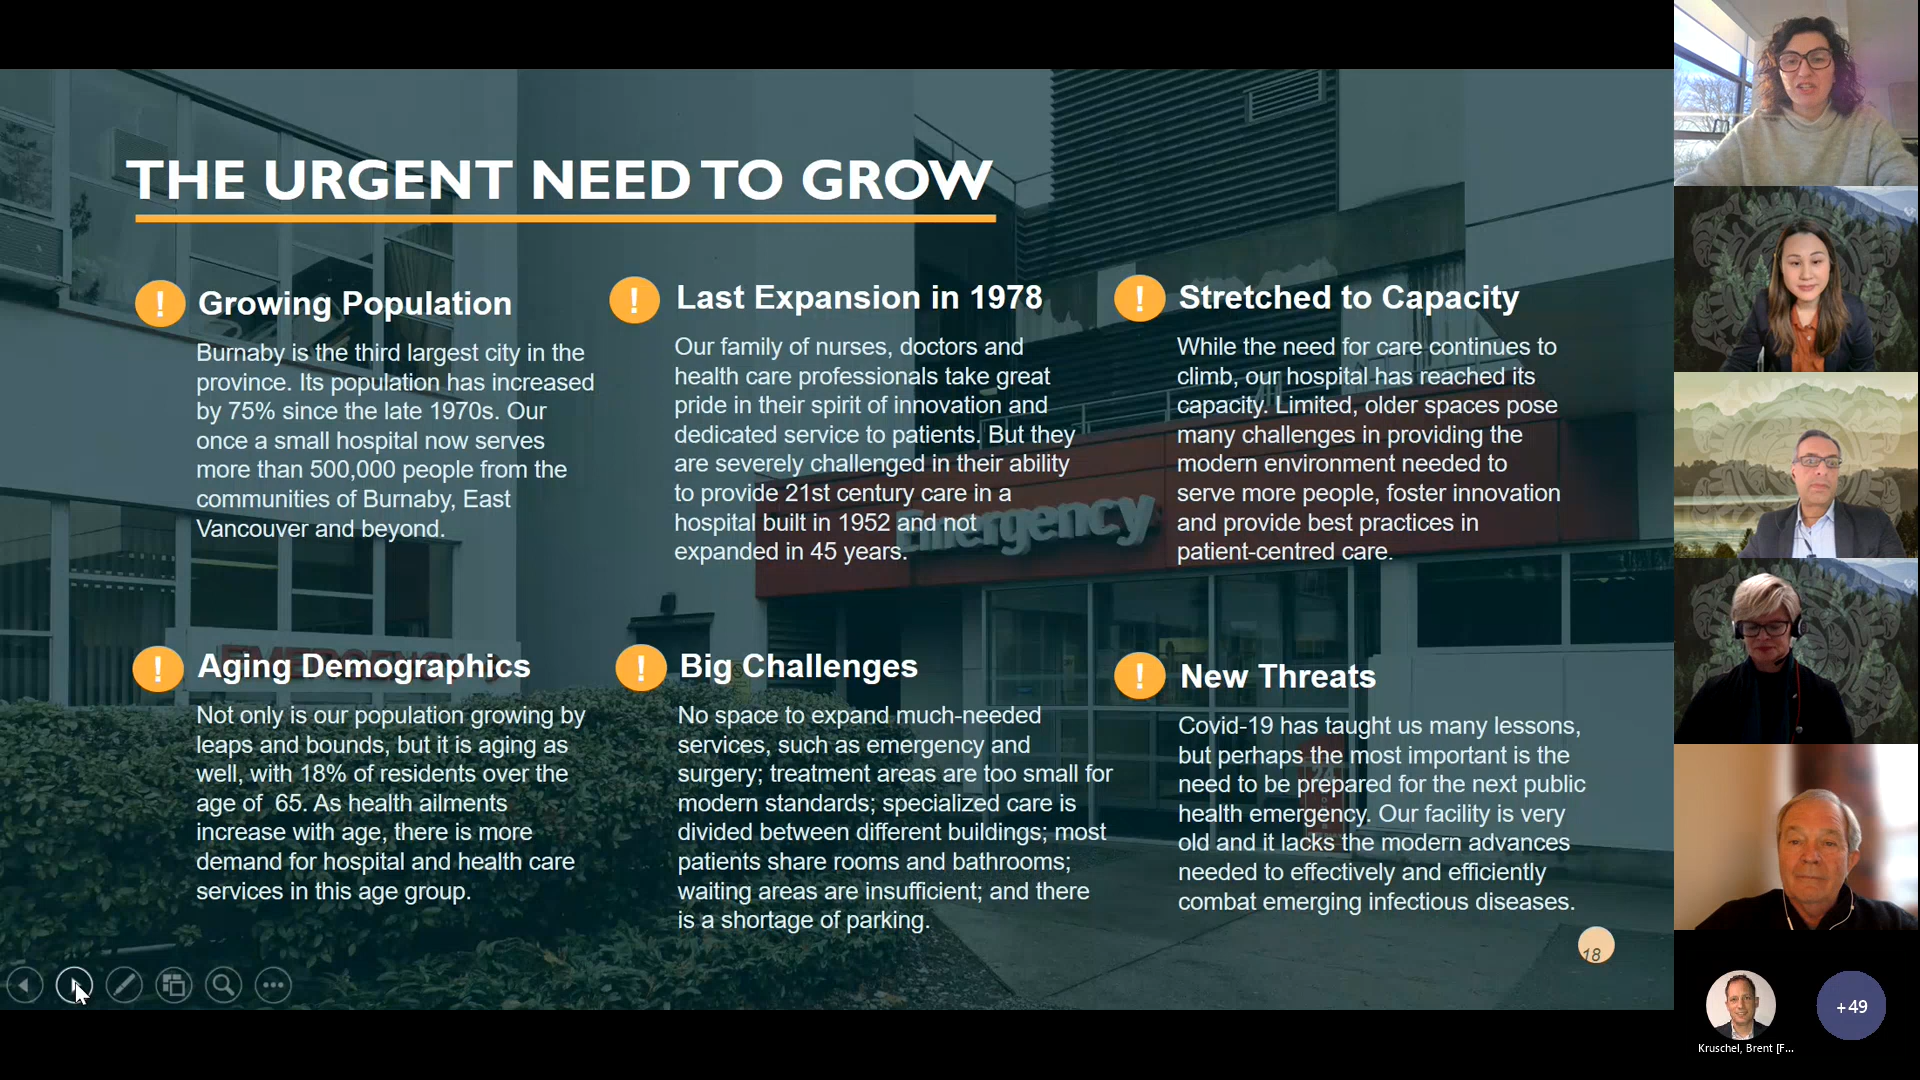 THE URGENT NEED TO GROW
! Growing Population
Burnaby is the third largest city in the
province. Its population has increased
by 75% since the late 1970s. Our
once a small hospital now serves
more than 500,000 people from the
communities of Burnaby, East
Vancouver and beyond.
! Last Expansion in 1978
Our family of nurses, doctors and
health care professionals take great
pride in their spirit of innovation and
dedicated service to patients. But they
are severely challenged in their ability
to provide 21st century care in a
hospital built in 1952 and not
expanded in 45 years.
! Stretched to Capacity
While the need for care continues to
climb, our hospital has reached its
capacity. Limited, older spaces pose
many challenges in providing the
modern environment needed to
serve more people, foster innovation
and provide best practices in
patient-centred care.
Emergency
EMERGENCY
! Aging Demographics
Not only is our population growing by
leaps and bounds, but it is aging as
well, with 18% of residents over the
age of  65. As health ailments
increase with age, there is more
demand for hospital and health care
services in this age group.
! Big Challenges
No space to expand much-needed
services, such as emergency and
surgery; treatment areas are too small for
modern standards; specialized care is
divided between different buildings; most
patients share rooms and bathrooms;
waiting areas are insufficient; and there
is a shortage of parking.
! New Threats
Covid-19 has taught us many lessons,
but perhaps the most important is the
need to be prepared for the next public
health emergency. Our facility is very
old and it lacks the modern advances
needed to effectively and efficiently
combat emerging infectious diseases.
18
+49
Kruschel, Brent [F...